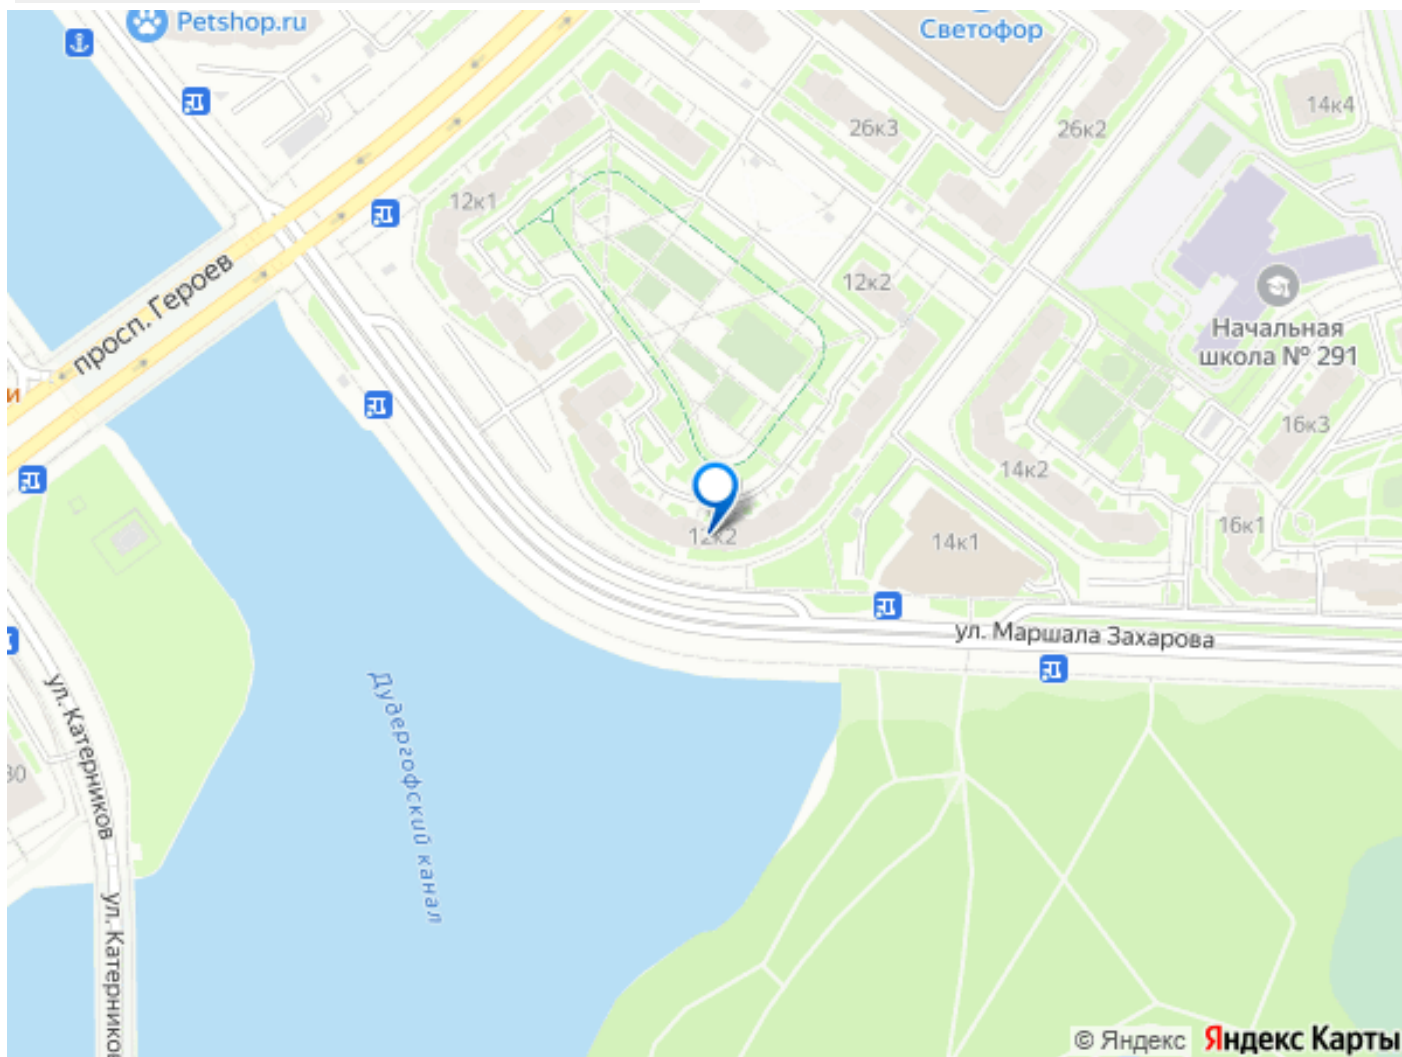 Petshop.ru
Светофор
14к4
26к3
26к2
12к1
просп. Героев
12к2
Начальная
школа № 291
и
16к3
14к2
16к1
12к2
14к1
ул. Маршала Захарова
ул. Катерников
Дудергофский канал
30
ул. Катерников
© Яндекс Яндекс Карты